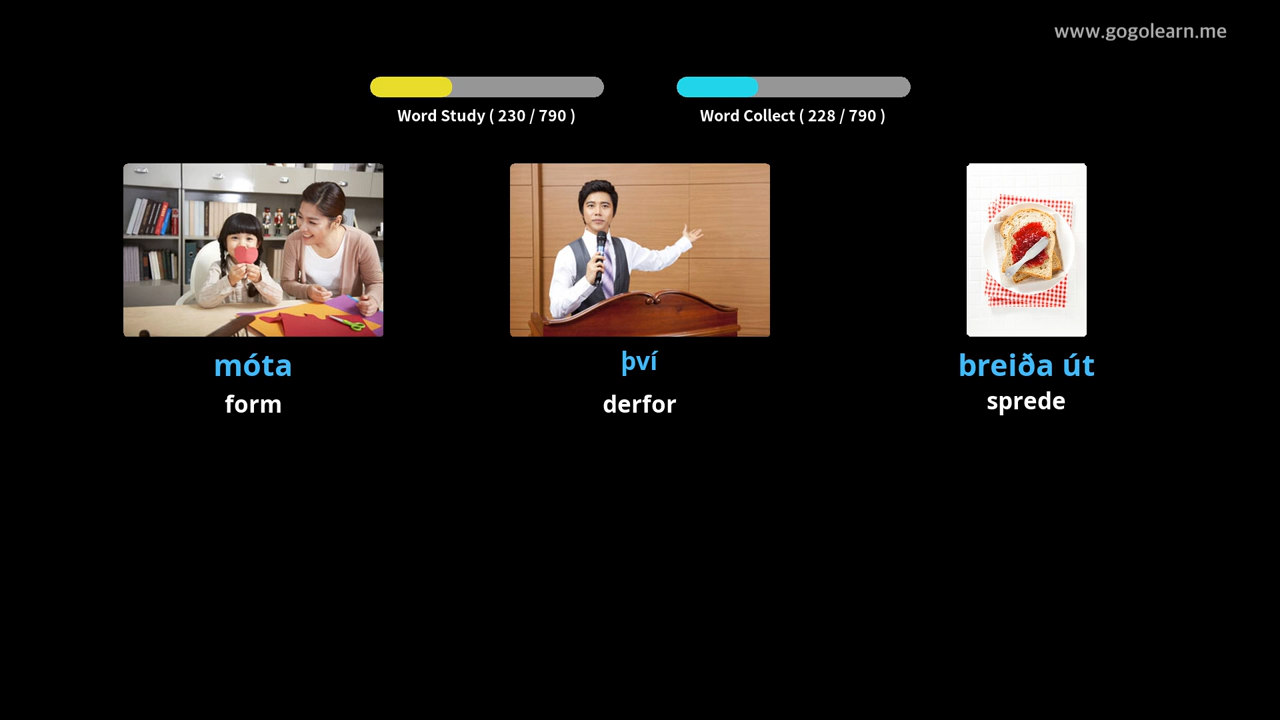 www.gogolearn.me
Word Study ( 230 / 790 )
Word Collect ( 228 / 790 )
móta
form
því
derfor
breiða út
sprede